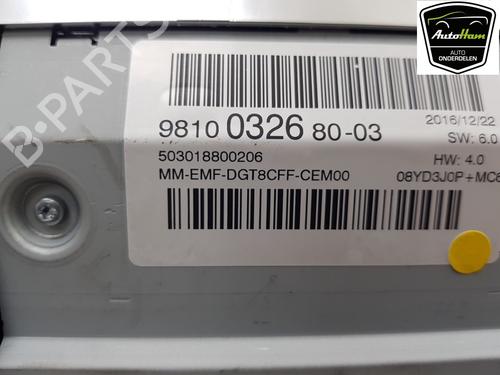 AutoHam
AUTO
ONDERDELEN
B-PARTS
2016/12/22
9810 0326 80-03
SW: 6.0
503018800206
HW: 4.0
MM-EMF-DGT8CFF-CEM00
08YD3J0P+MC6